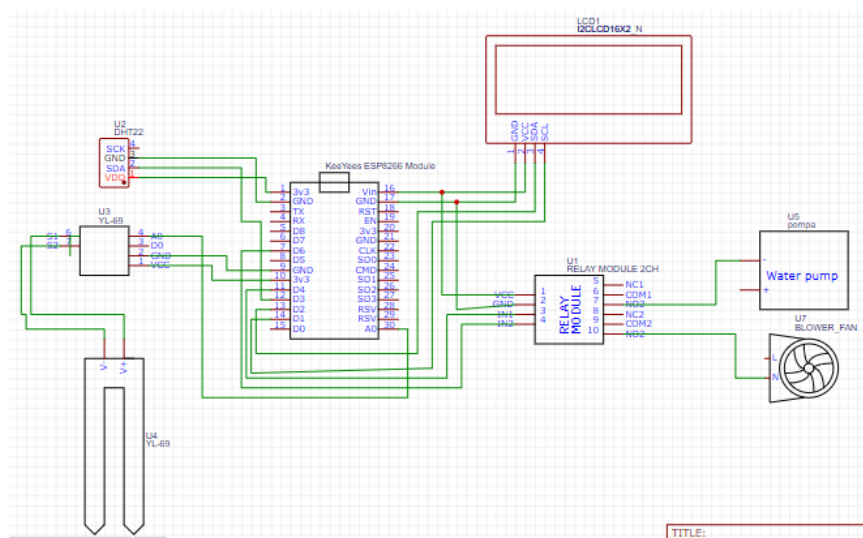 LCD1
I2CLCD16X2_N
GND
VCC
SDA
SCL
1
2
3
4
U2
DHT22
SCK 4
GND 3
SDA 2
VDD 1
KeeYees ESP8266 Module
1 3v3
2 GND
3 TX
4 RX
5 D8
6 D7
7 D6
8 D5
9 GND
10 3v3
11 D4
12 D3
13 D2
14 D1
15 D0
Vin 16
GND 17
RST 18
EN 19
3v3 20
GND 21
CLK 22
SD0 23
CMD 24
SD1 25
SD2 26
SD3 27
RSV 28
RSV 29
A0 30
U3
YL-69
S1 6
S2
4 A0
3 D0
2 GND
1 VCC
V-
V+
U4
YL-69
U1
RELAY MODULE 2CH
VCC 1
GND 2
IN1 3
IN2 4
RELAY
MODULE
5 NC1
6 COM1
7 NO2
8 NC2
9 COM2
10 NO2
U5
pompa
-
Water pump
+
U7
BLOWER_FAN
L
N
TITLE: